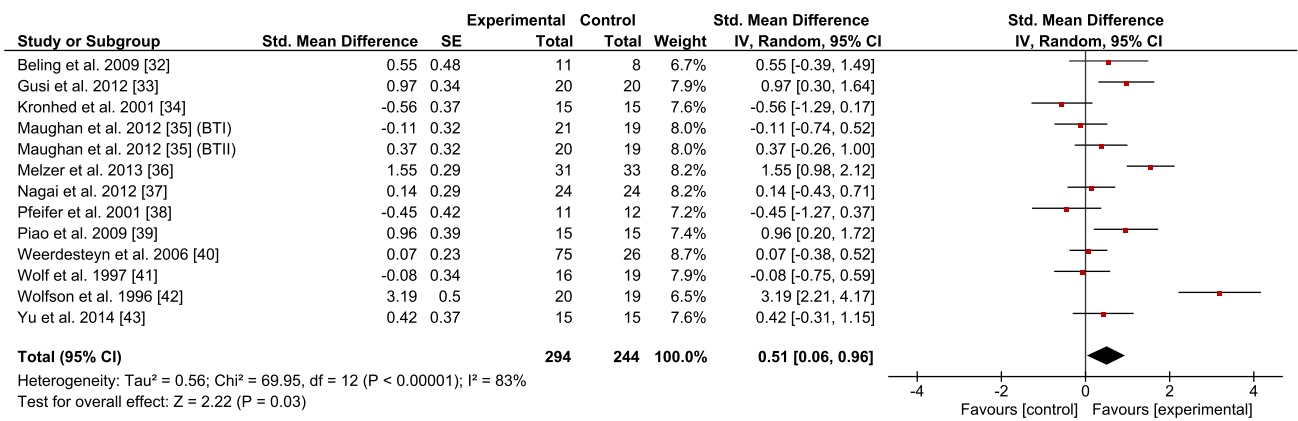 Experimental Control Std. Mean Difference Std. Mean Difference
Study or Subgroup Std. Mean Difference SE Total Total Weight IV, Random, 95% CI IV, Random, 95% CI
Beling et al. 2009 [32] 0.55 0.48 11 8 6.7% 0.55 [-0.39, 1.49]
Gusi et al. 2012 [33] 0.97 0.34 20 20 7.9% 0.97 [0.30, 1.64]
Kronhed et al. 2001 [34] -0.56 0.37 15 15 7.6% -0.56 [-1.29, 0.17]
Maughan et al. 2012 [35] (BTI) -0.11 0.32 21 19 8.0% -0.11 [-0.74, 0.52]
Maughan et al. 2012 [35] (BTII) 0.37 0.32 20 19 8.0% 0.37 [-0.26, 1.00]
Melzer et al. 2013 [36] 1.55 0.29 31 33 8.2% 1.55 [0.98, 2.12]
Nagai et al. 2012 [37] 0.14 0.29 24 24 8.2% 0.14 [-0.43, 0.71]
Pfeifer et al. 2001 [38] -0.45 0.42 11 12 7.2% -0.45 [-1.27, 0.37]
Piao et al. 2009 [39] 0.96 0.39 15 15 7.4% 0.96 [0.20, 1.72]
Weerdesteyn et al. 2006 [40] 0.07 0.23 75 26 8.7% 0.07 [-0.38, 0.52]
Wolf et al. 1997 [41] -0.08 0.34 16 19 7.9% -0.08 [-0.75, 0.59]
Wolfson et al. 1996 [42] 3.19 0.5 20 19 6.5% 3.19 [2.21, 4.17]
Yu et al. 2014 [43] 0.42 0.37 15 15 7.6% 0.42 [-0.31, 1.15]
Total (95% CI) 294 244 100.0% 0.51 [0.06, 0.96]
Heterogeneity: Tau² = 0.56; Chi² = 69.95, df = 12 (P < 0.00001); I² = 83%
Test for overall effect: Z = 2.22 (P = 0.03)
-4 -2 0 2 4
Favours [control] Favours [experimental]